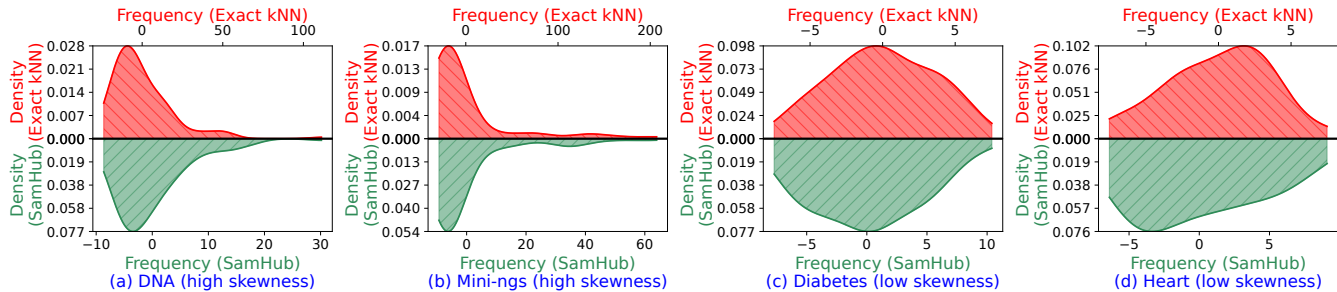 Frequency (Exact kNN)
0 50 100
Density
(Exact kNN)
0.028
0.021
0.014
0.007
0.000
0.019
0.038
0.058
0.077
Density
(SamHub)
−10 0 10 20 30
Frequency (SamHub)
(a) DNA (high skewness)
Frequency (Exact kNN)
0 100 200
Density
(Exact kNN)
0.017
0.013
0.009
0.004
0.000
0.013
0.027
0.040
0.054
Density
(SamHub)
0 20 40 60
Frequency (SamHub)
(b) Mini-ngs (high skewness)
Frequency (Exact kNN)
−5 0 5
Density
(Exact kNN)
0.098
0.073
0.049
0.024
0.000
0.019
0.038
0.058
0.077
Density
(SamHub)
−5 0 5 10
Frequency (SamHub)
(c) Diabetes (low skewness)
Frequency (Exact kNN)
−5 0 5
Density
(Exact kNN)
0.102
0.076
0.051
0.025
0.000
0.019
0.038
0.057
0.076
Density
(SamHub)
−5 0 5
Frequency (SamHub)
(d) Heart (low skewness)